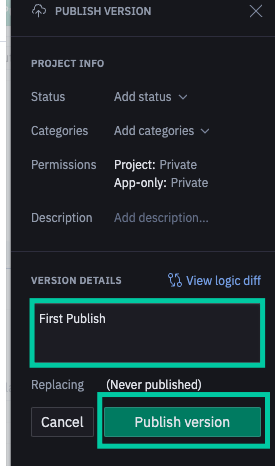 PUBLISH VERSION
PROJECT INFO
Status Add status
Categories Add categories
Permissions Project: Private
App-only: Private
Description Add description...
VERSION DETAILS View logic diff
First Publish
Replacing (Never published)
Cancel Publish version